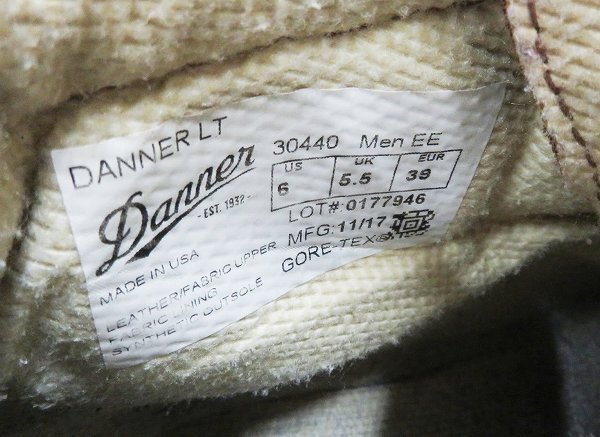 DANNER LT
Danner
-EST. 1932-
MADE IN USA
LEATHER/FABRIC UPPER
FABRIC LINING
SYNTHETIC OUTSOLE
30440 Men EE
US UK EUR
6 5.5 39
LOT#:0177946
MFG:11/17
GORE-TEX®